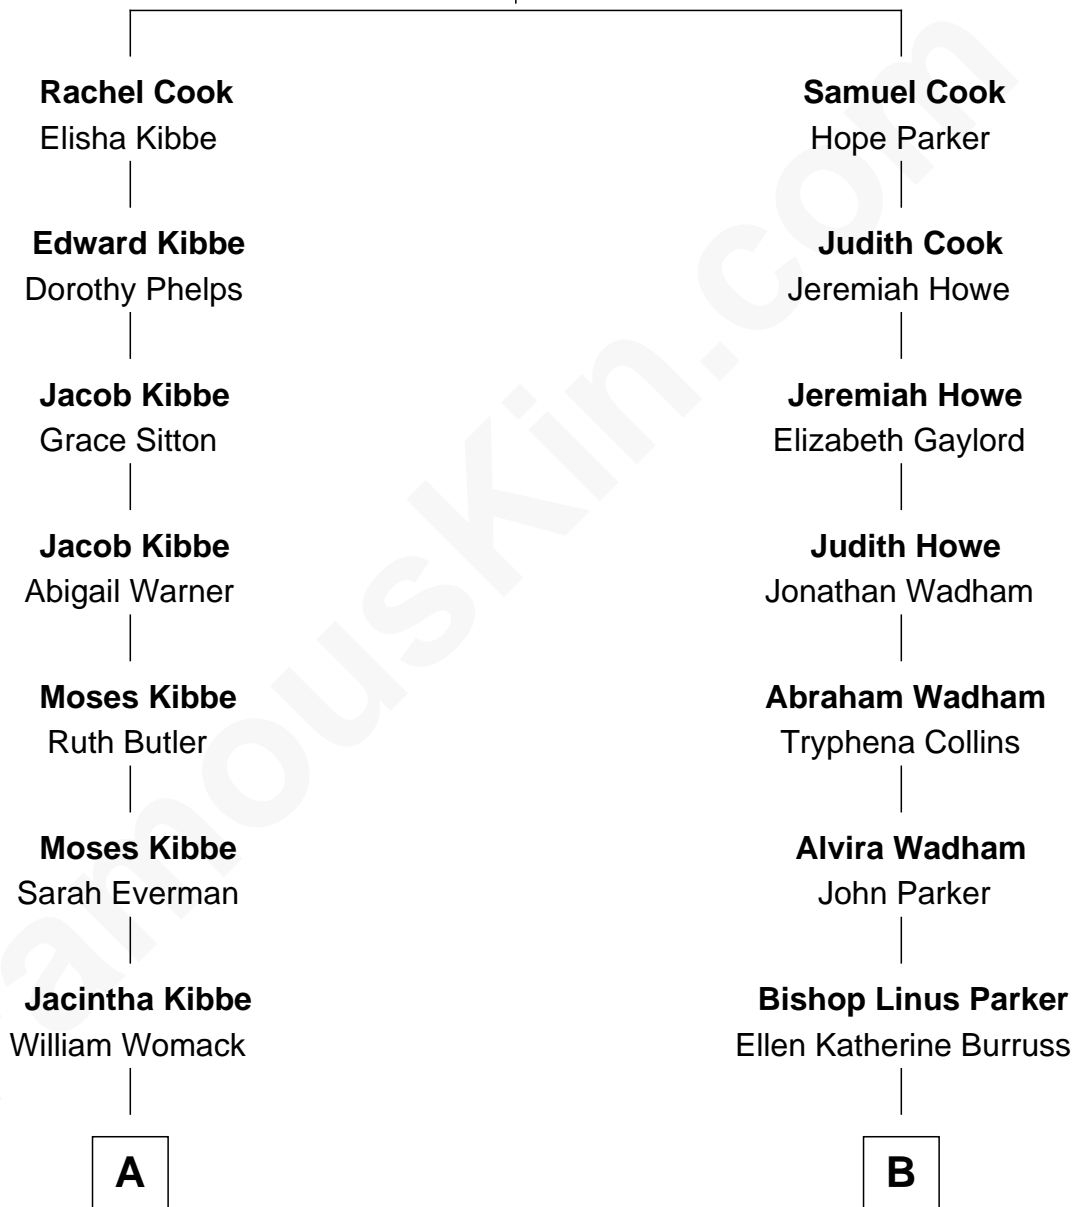 Rachel Cook
Elisha Kibbe
Edward Kibbe
Dorothy Phelps
Jacob Kibbe
Grace Sitton
Jacob Kibbe
Abigail Warner
Moses Kibbe
Ruth Butler
Moses Kibbe
Sarah Everman
Jacintha Kibbe
William Womack
A
Samuel Cook
Hope Parker
Judith Cook
Jeremiah Howe
Jeremiah Howe
Elizabeth Gaylord
Judith Howe
Jonathan Wadham
Abraham Wadham
Tryphena Collins
Alvira Wadham
John Parker
Bishop Linus Parker
Ellen Katherine Burruss
B
amouskin.com